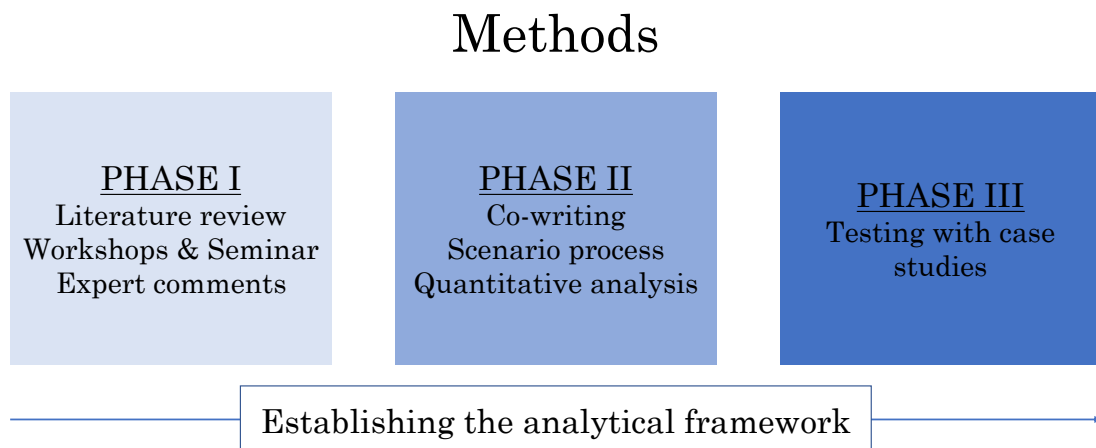 Methods
PHASE I
Literature review
Workshops & Seminar
Expert comments
PHASE II
Co-writing
Scenario process
Quantitative analysis
PHASE III
Testing with case
studies
Establishing the analytical framework